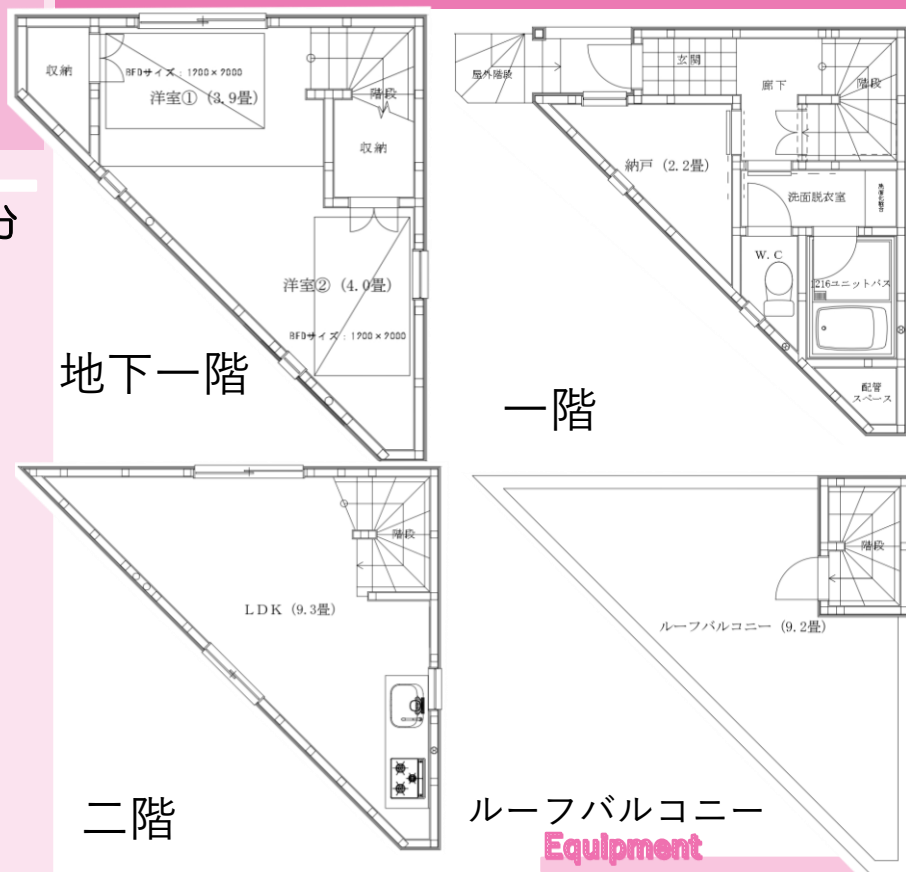 分
収納
BEDサイズ：1200×2000
洋室① (3.9畳)
階段
収納
洋室② (4.0畳)
BEDサイズ：1200×2000
地下一階
屋外階段
玄関
廊下
階段
納戸 (2.2畳)
洗面脱衣室
W.C
1216ユニットバス
配管
スペース
一階
階段
LDK (9.3畳)
二階
階段
ルーフバルコニー (9.2畳)
ルーフバルコニー
Equipment